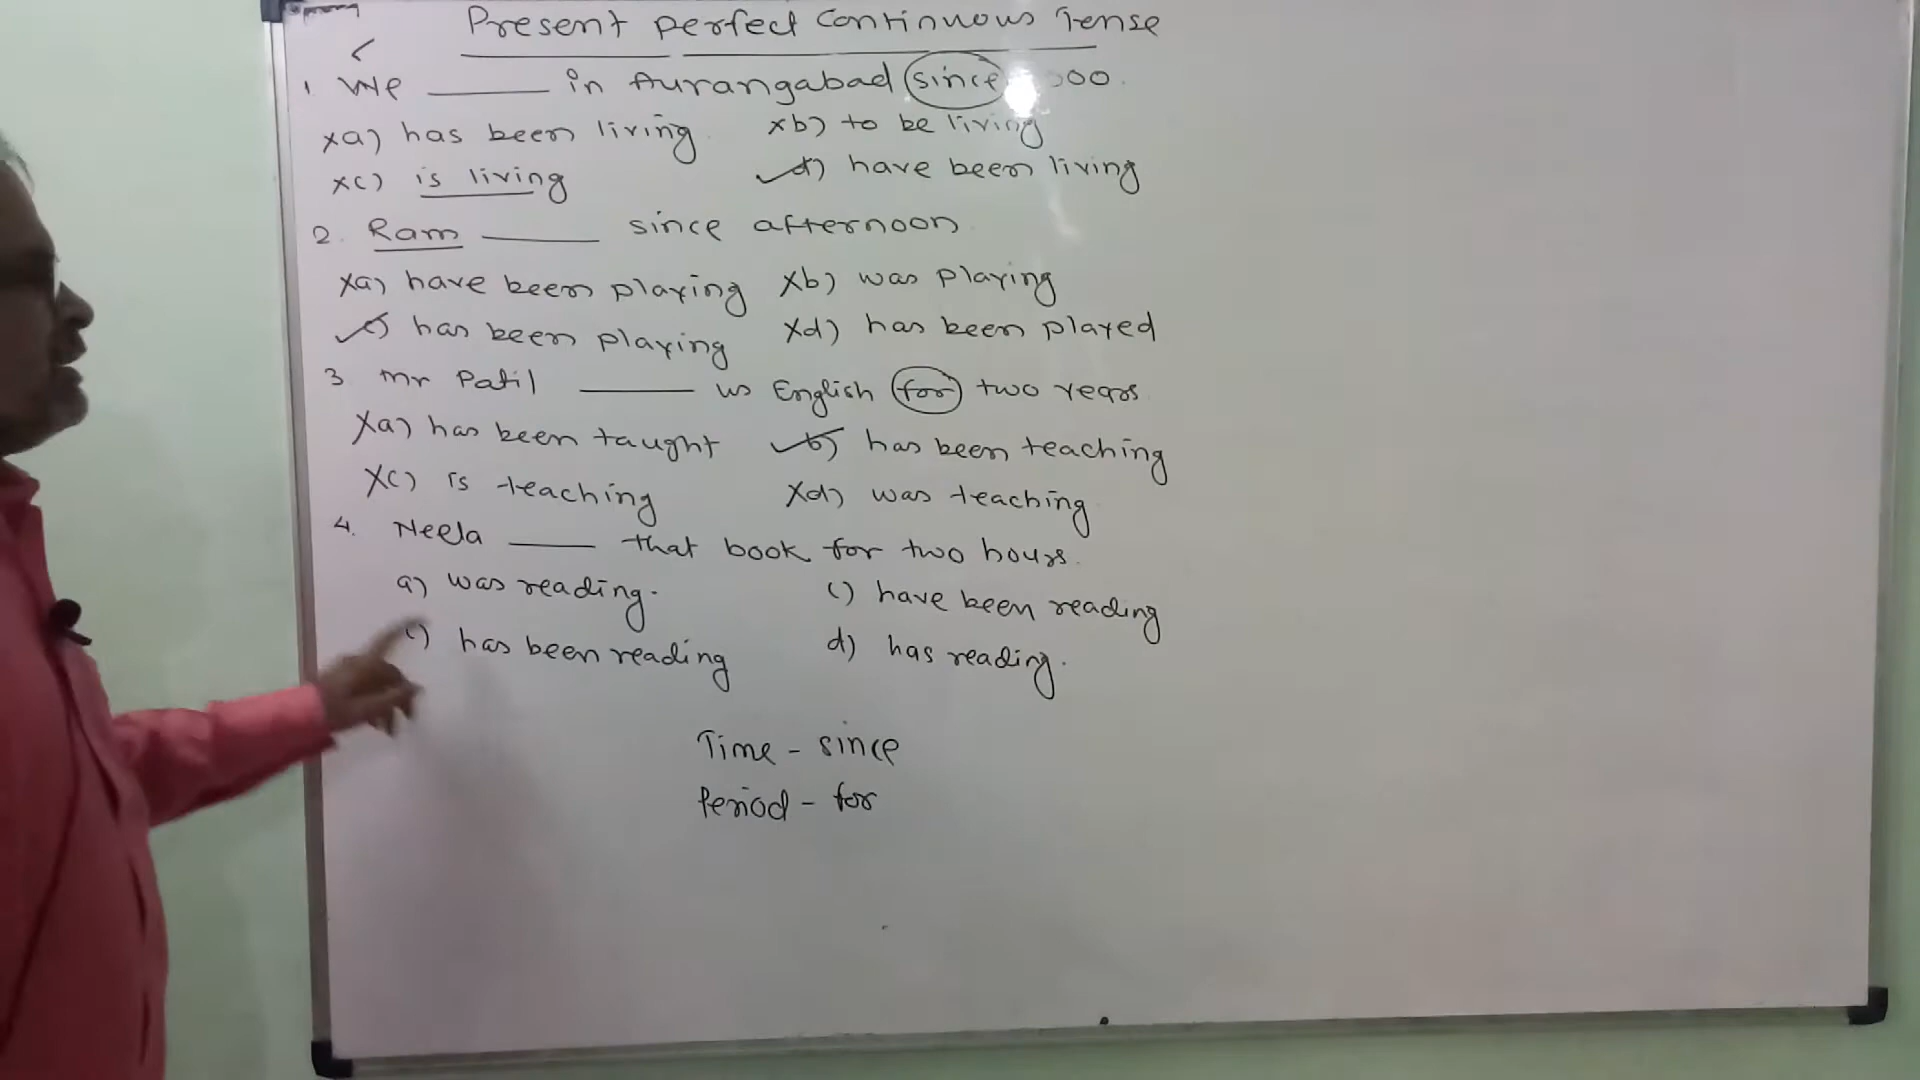 Present perfect Continuous Tense
1. We ______ in Aurangabad since 000.
xa) has been living xb) to be living
xc) is living d) have been living
2. Ram ______ since afternoon
xa) have been playing xb) was playing
c) has been playing xd) has been played
3 Mr Patil ______ us English for two years
xa) has been taught b) has been teaching
xc) is teaching xd) was teaching
4. Neela ______ that book for two hours.
a) was reading. c) have been reading
c) has been reading d) has reading.
Time - since
Period - for